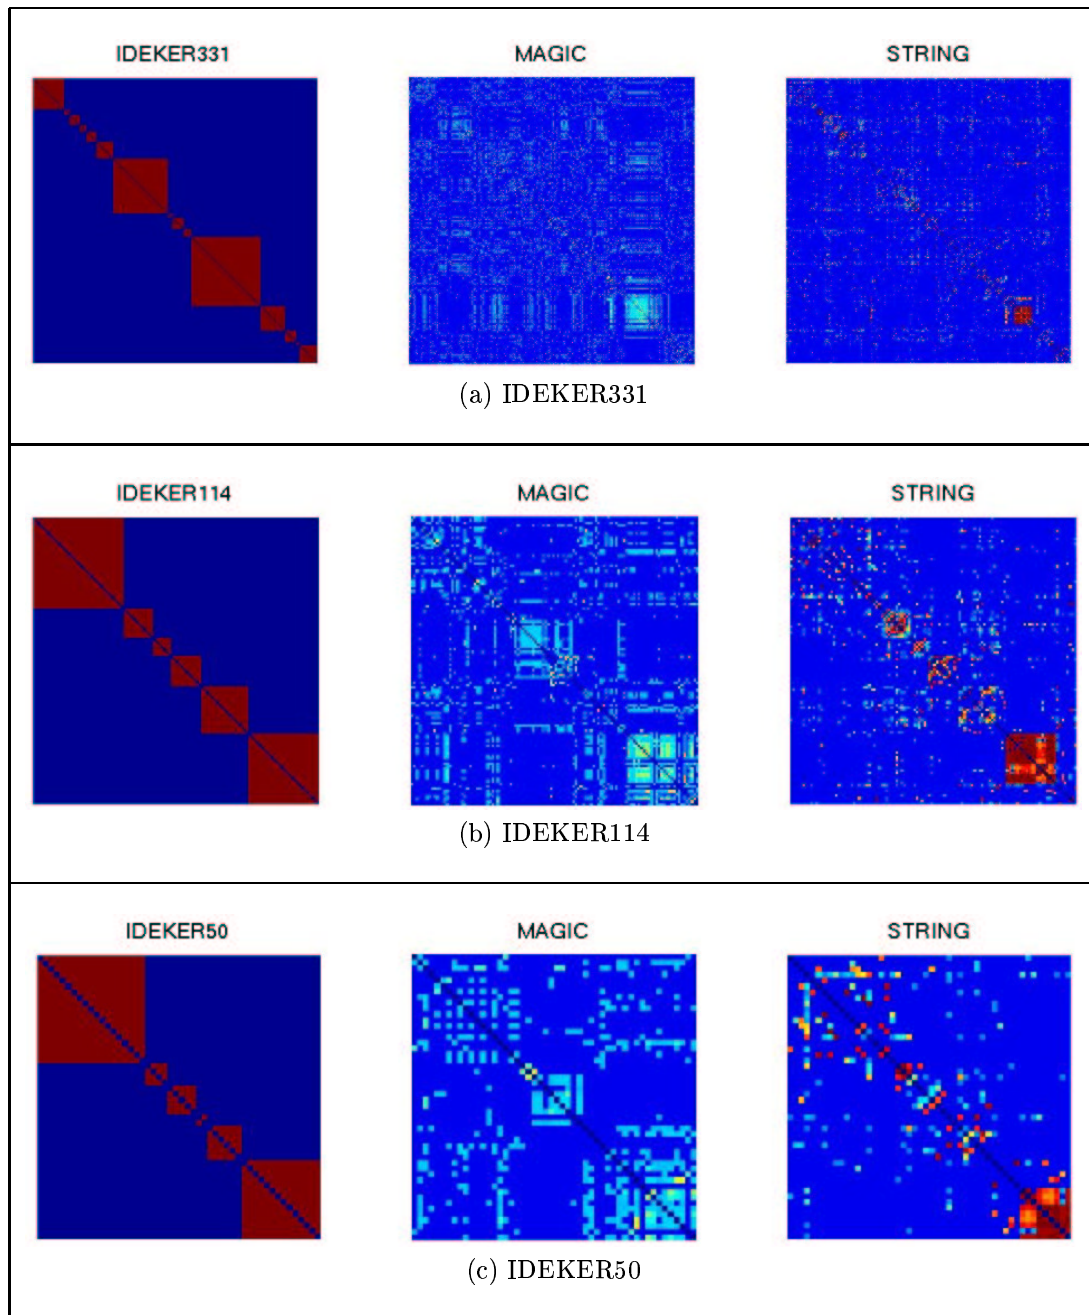 IDEKER331 MAGIC STRING
(a) IDEKER331
IDEKER114 MAGIC STRING
(b) IDEKER114
IDEKER50 MAGIC STRING
(c) IDEKER50